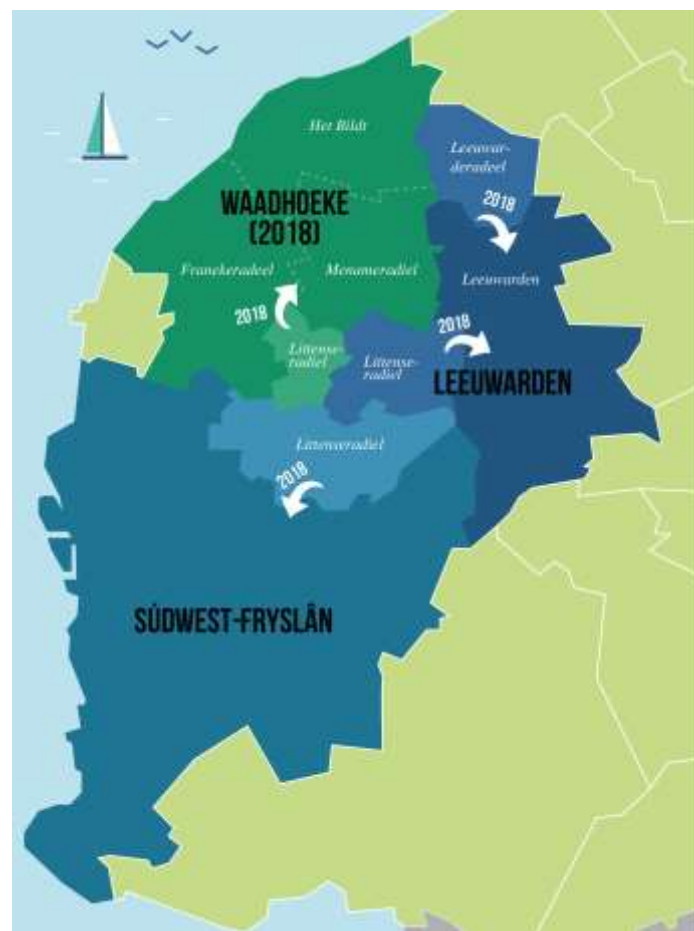 Het Bildt
Leeuwar-
deradeel
WAADHOEKE
(2018)
2018
Franekeradeel
Menameradiel
Leeuwarden
2018
2018
Littense-
radiel
Littense-
radiel
LEEUWARDEN
Littenseradiel
2018
SÚDWEST-FRYSLÂN